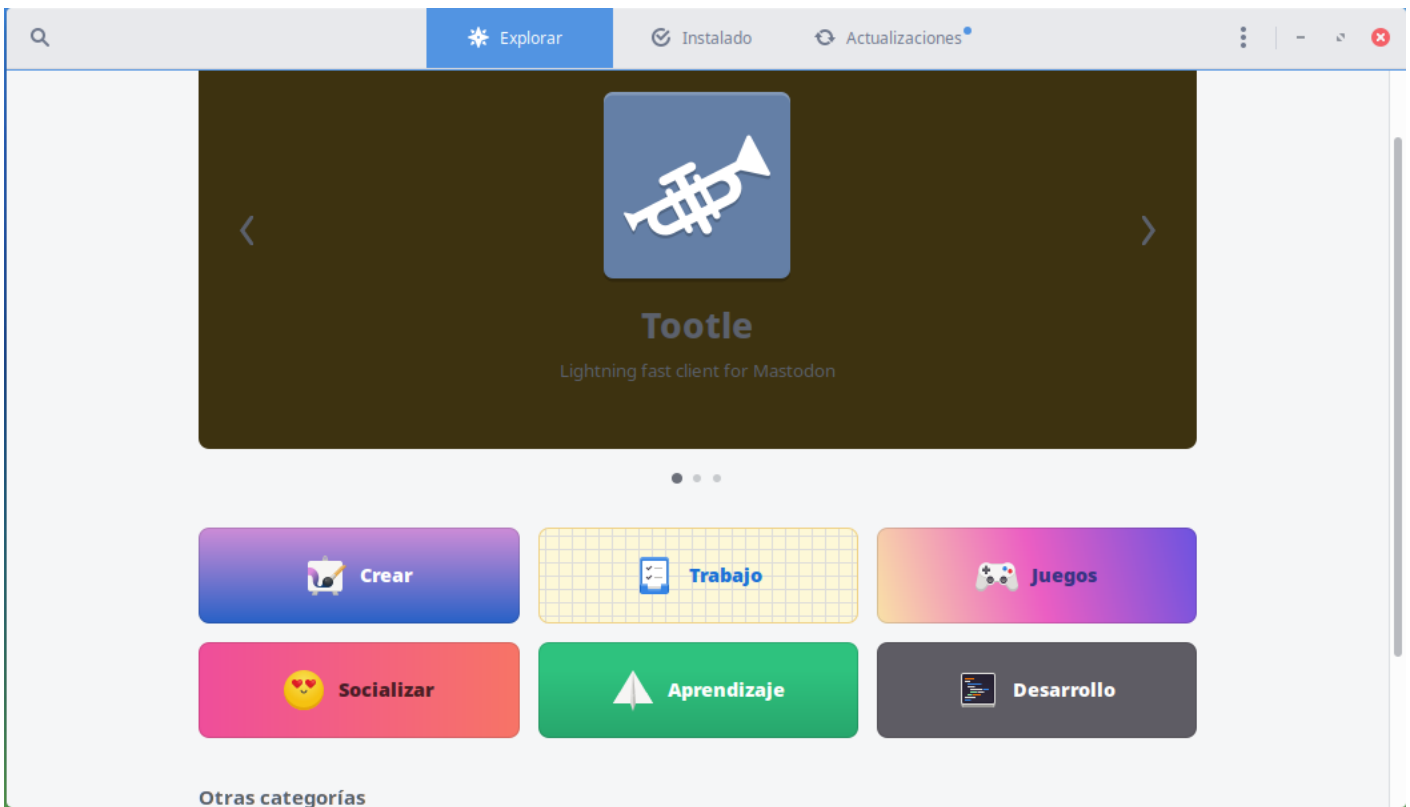 Explorar
Instalado
Actualizaciones
Tootle
Lightning fast client for Mastodon
Crear
Trabajo
Juegos
Socializar
Aprendizaje
Desarrollo
Otras categorías